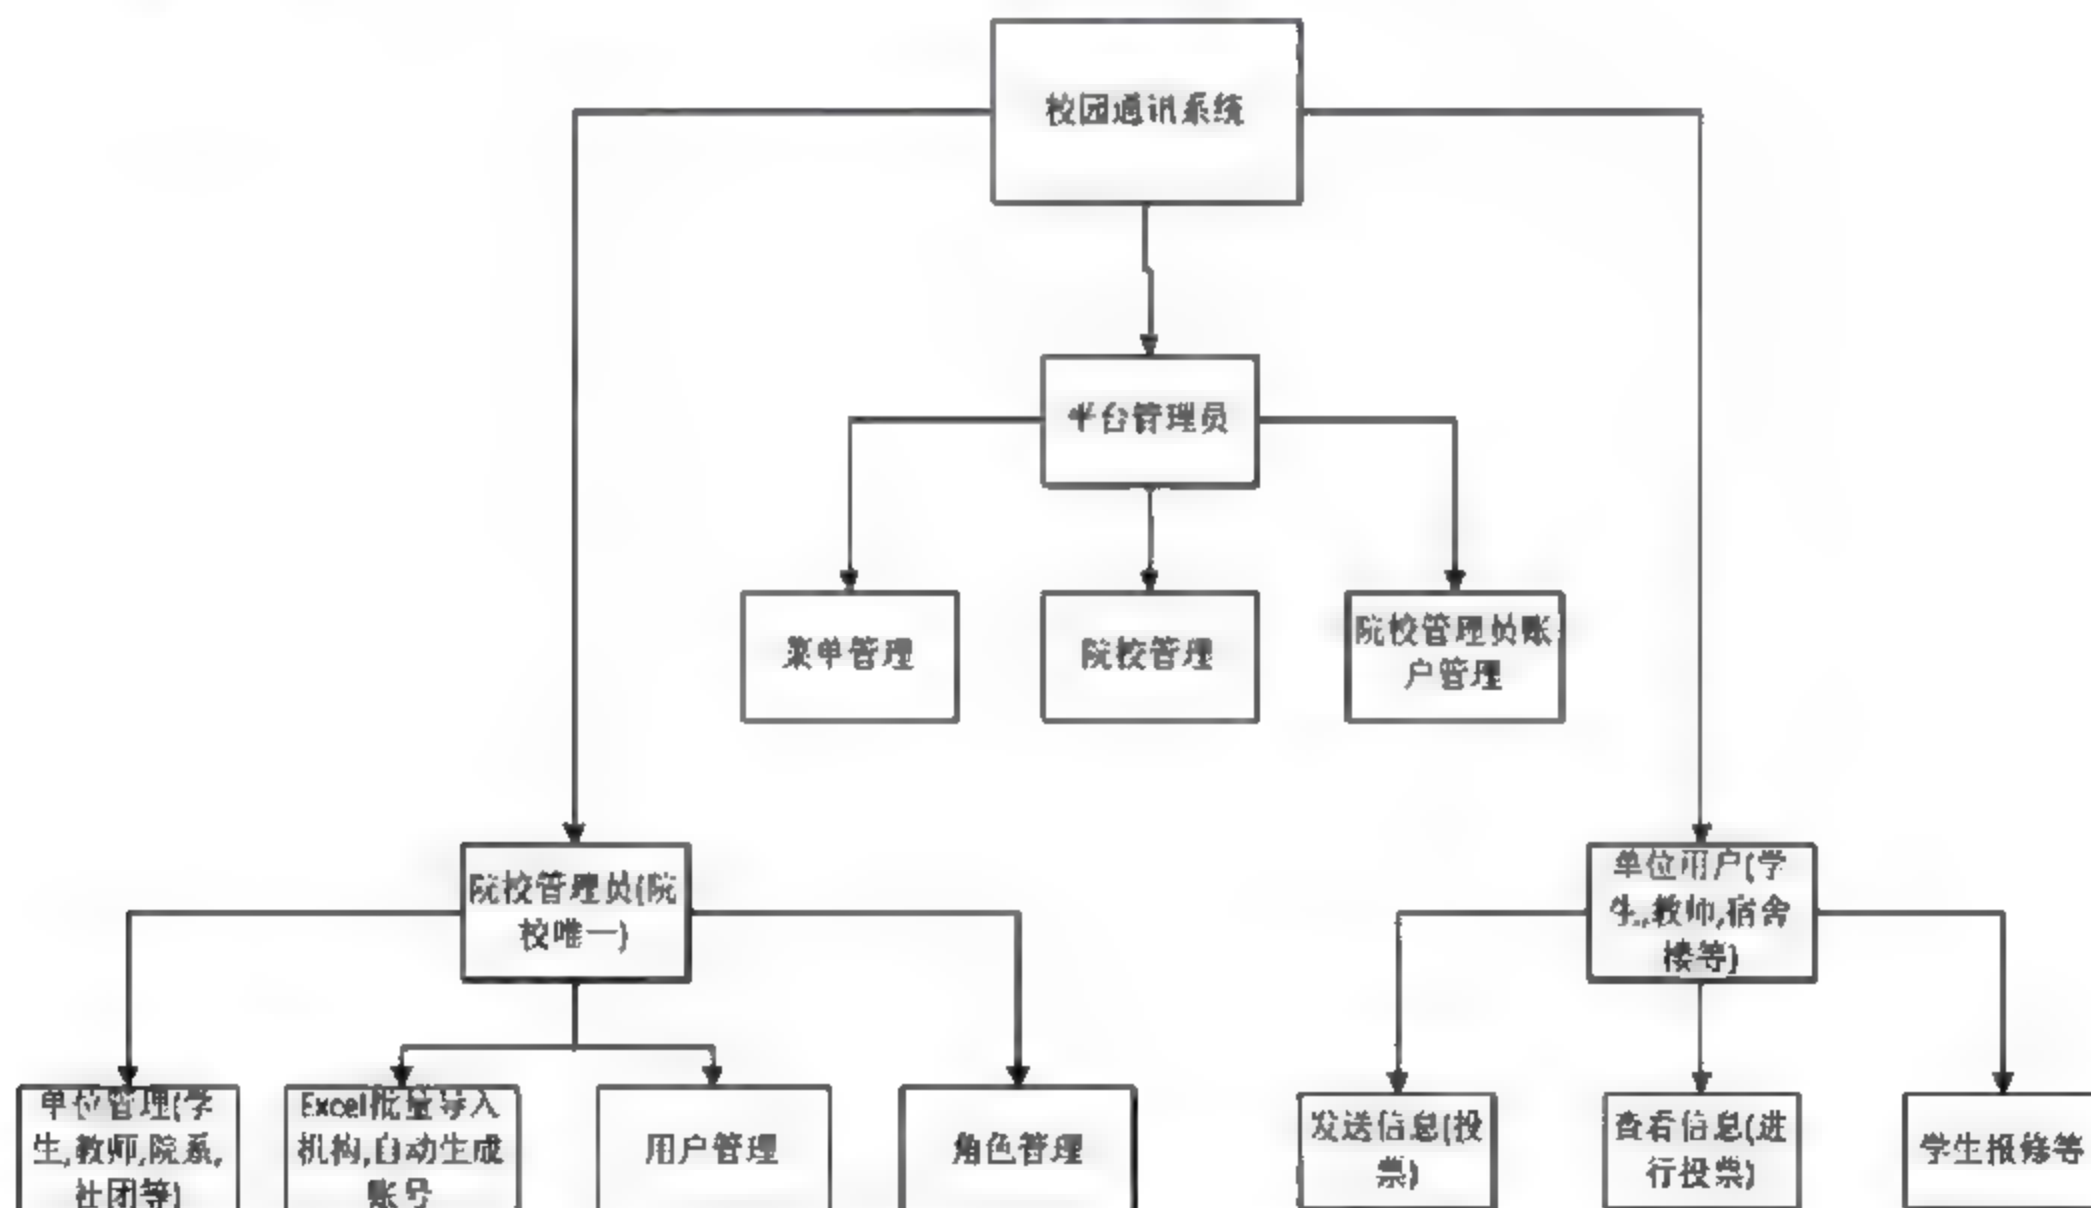 校园通讯系统
平台管理员
菜单管理
院校管理
院校管理员账
户管理
院校管理员(院
校唯一)
单位用户(学
生,教师,宿舍
楼等)
单位管理(学
生,教师,院系,
社团等)
Excel批量导入
机构,自动生成
账号
用户管理
角色管理
发送信息(投
票)
查看信息(进
行投票)
学生报修等